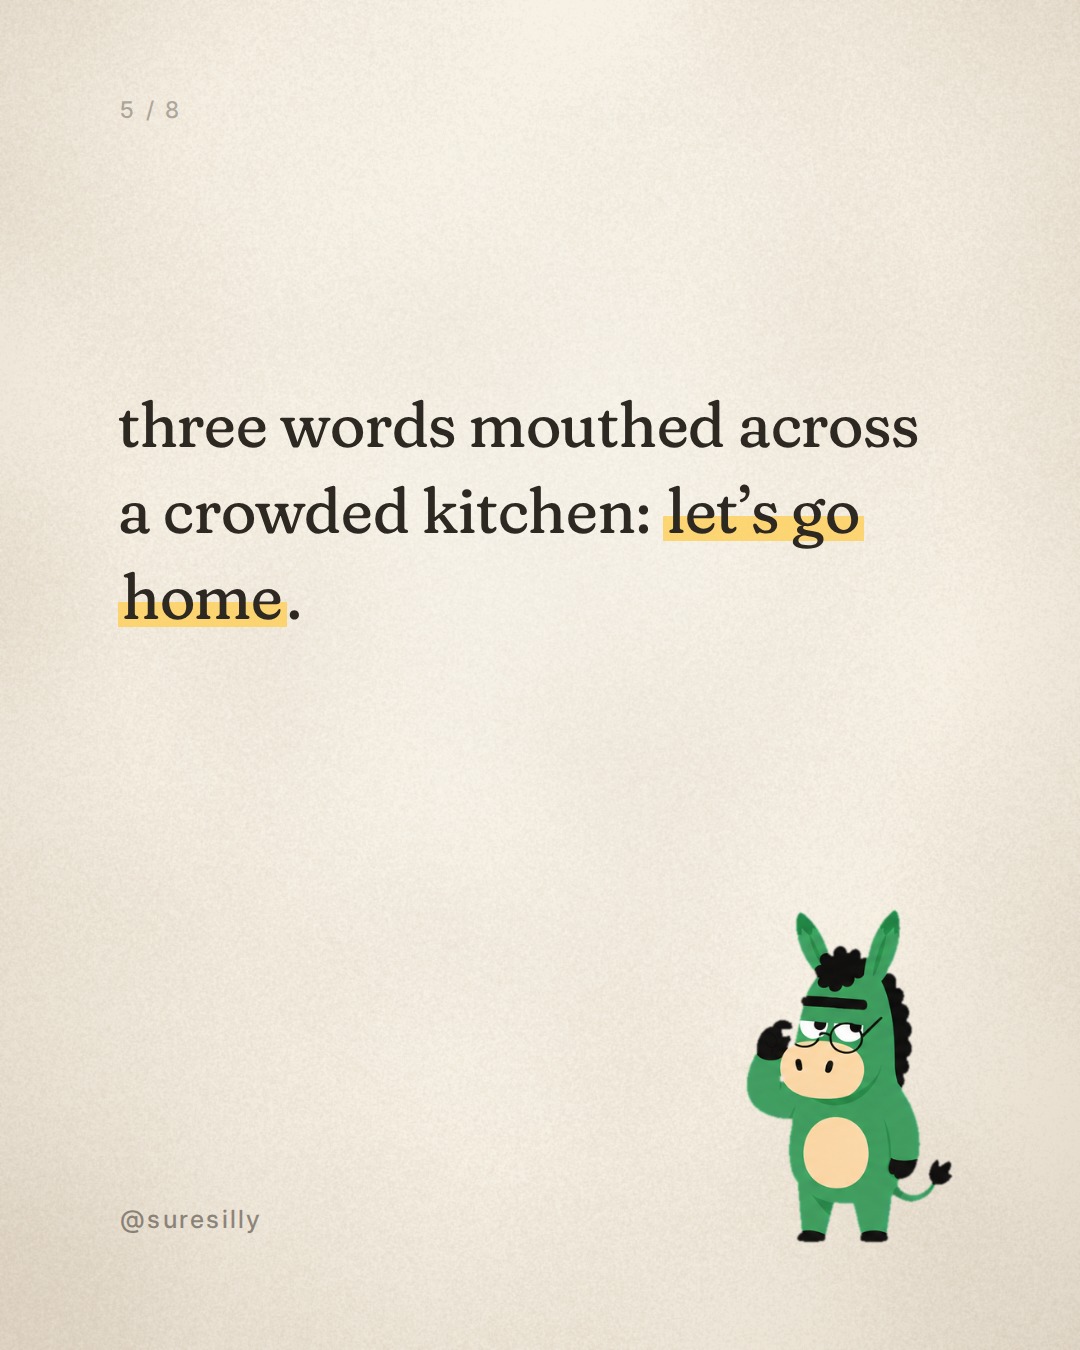 5 / 8
three words mouthed across
a crowded kitchen: let’s go
home.
@suresilly